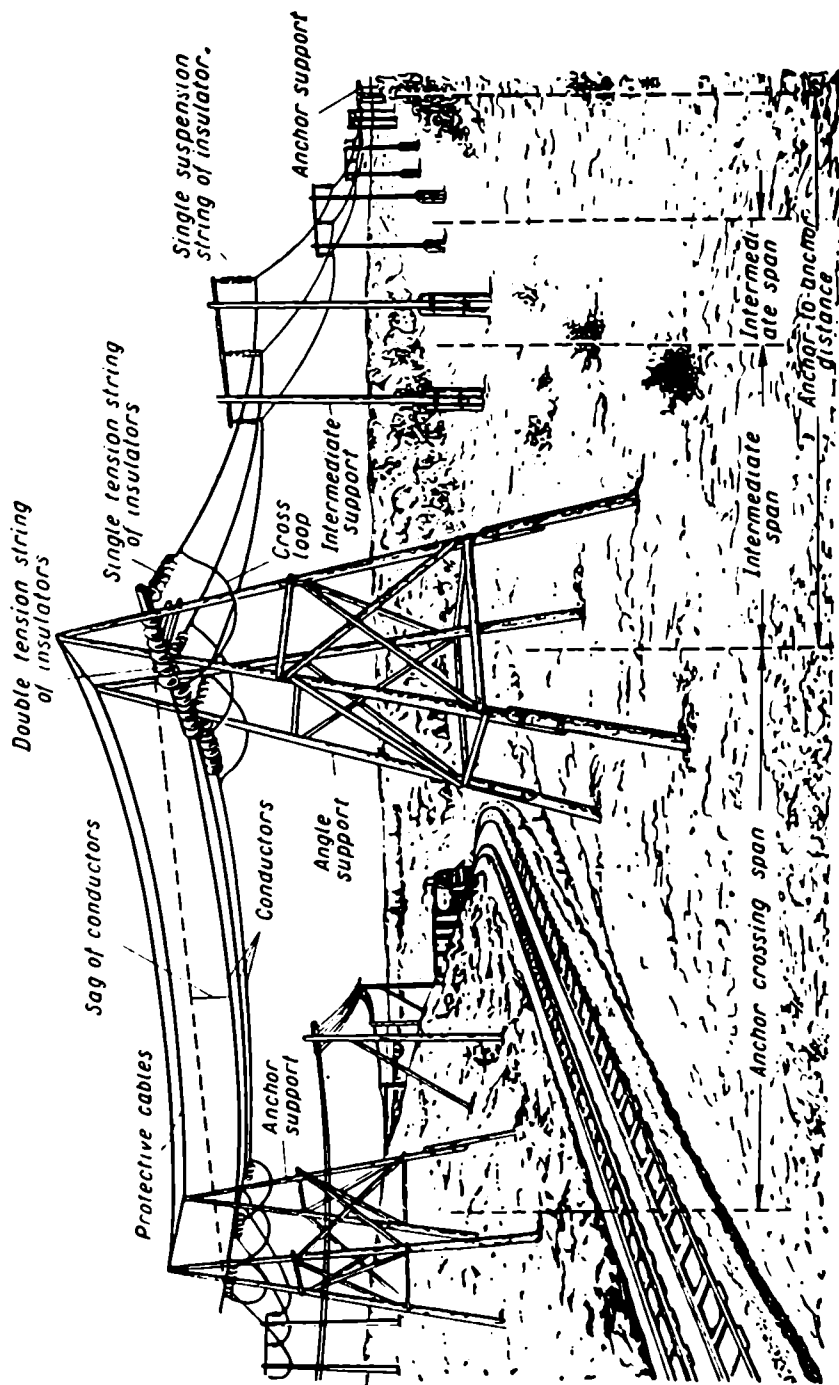 Double tension string
of insulators
Single tension string
of insulators
Single suspension
string of insulator.
Sag of conductors
Protective cables
Conductors
Cross
loop
Intermediate
support
Anchor support
Angle
support
Anchor
support
Intermedi
ate span
Intermediate
span
Anchor to anchor
distance
Anchor crossing span